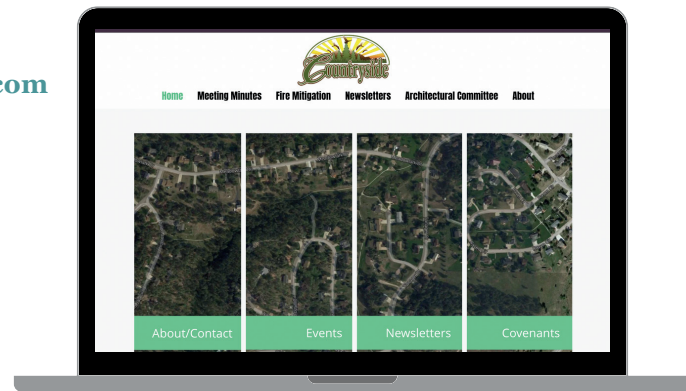 com
Countryside
Home Meeting Minutes Fire Mitigation Newsletters Architectural Committee About
About/Contact Events Newsletters Covenants